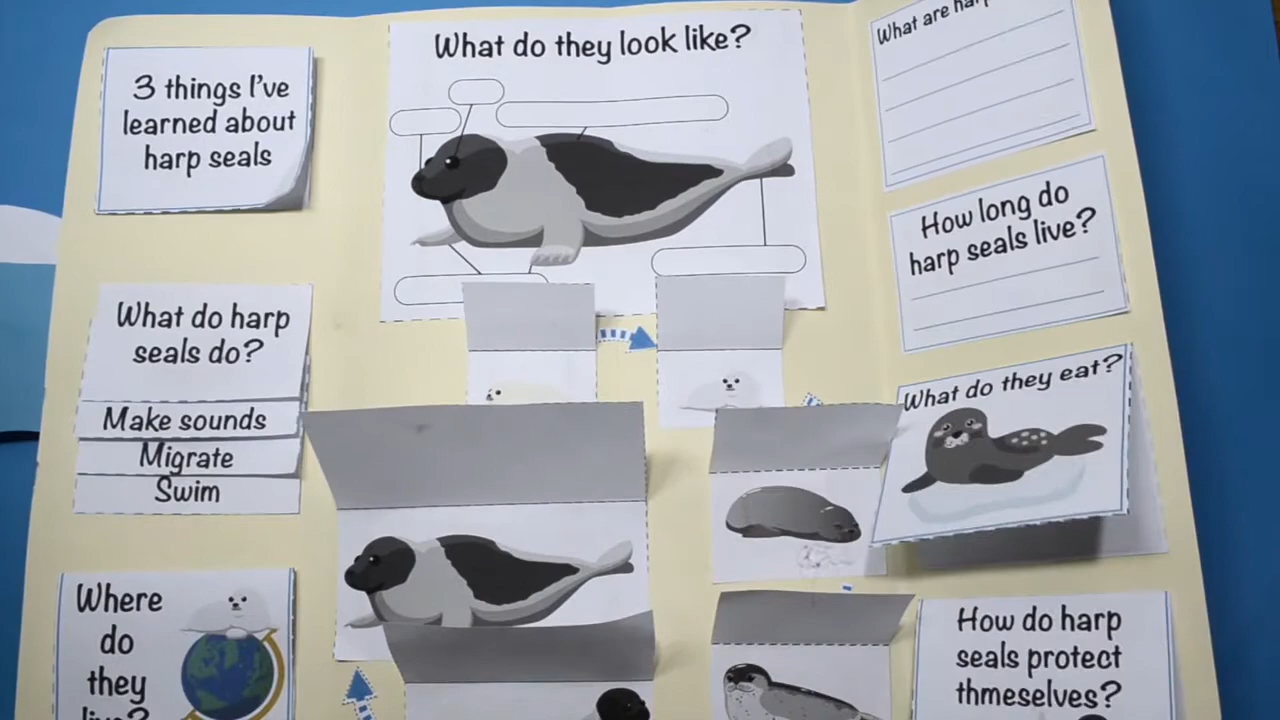 3 things I've
learned about
harp seals
What do harp
seals do?
Make sounds
Migrate
Swim
Where
do
they
live?
What do they look like?
What are
How long do
harp seals live?
What do they eat?
How do harp
seals protect
thmeselves?